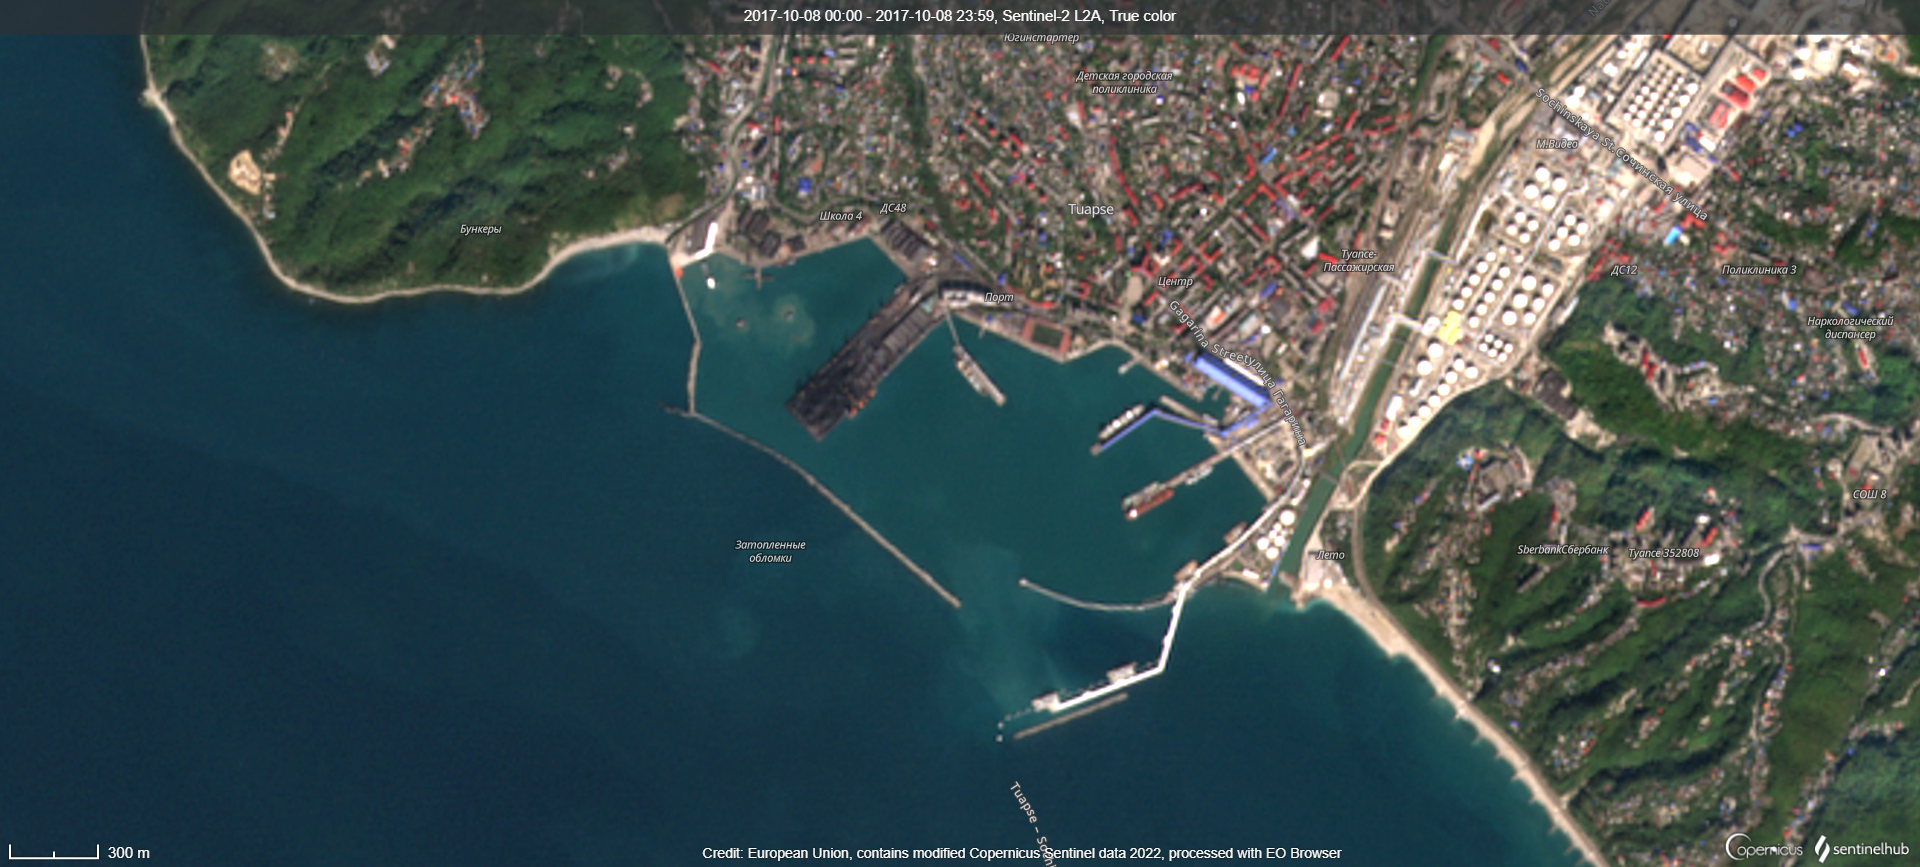 2017-10-08 00:00 - 2017-10-08 23:59, Sentinel-2 L2A, True color
Югинстартер
Детская городская
поликлиника
Sochinskaya St.Сочинская улица
М.Видео
Школа 4
ДС48
Tuapse
Бункеры
Туапсе-
Пассажирская
ДС12
Поликлиника 3
Центр
Порт
Gagarina Streetулица Гагарина
Наркологический
диспансер
СОШ 8
Затопленные
обломки
Лето
SberbankСбербанк
Туапсе 352808
Tuapse – Sochi
300 m
Credit: European Union, contains modified Copernicus Sentinel data 2022, processed with EO Browser
Copernicus
sentinelhub